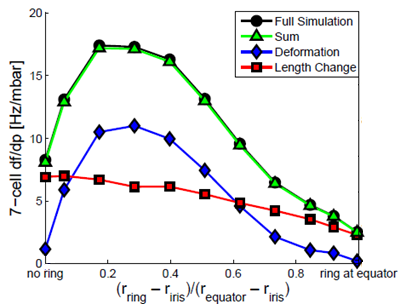 7-cell df/dp [Hz/mbar]
20
15
10
5
0
Full Simulation
Sum
Deformation
Length Change
no ring 0.2 0.4 0.6 0.8 ring at equator
(r_ring − r_iris)/(r_equator − r_iris)